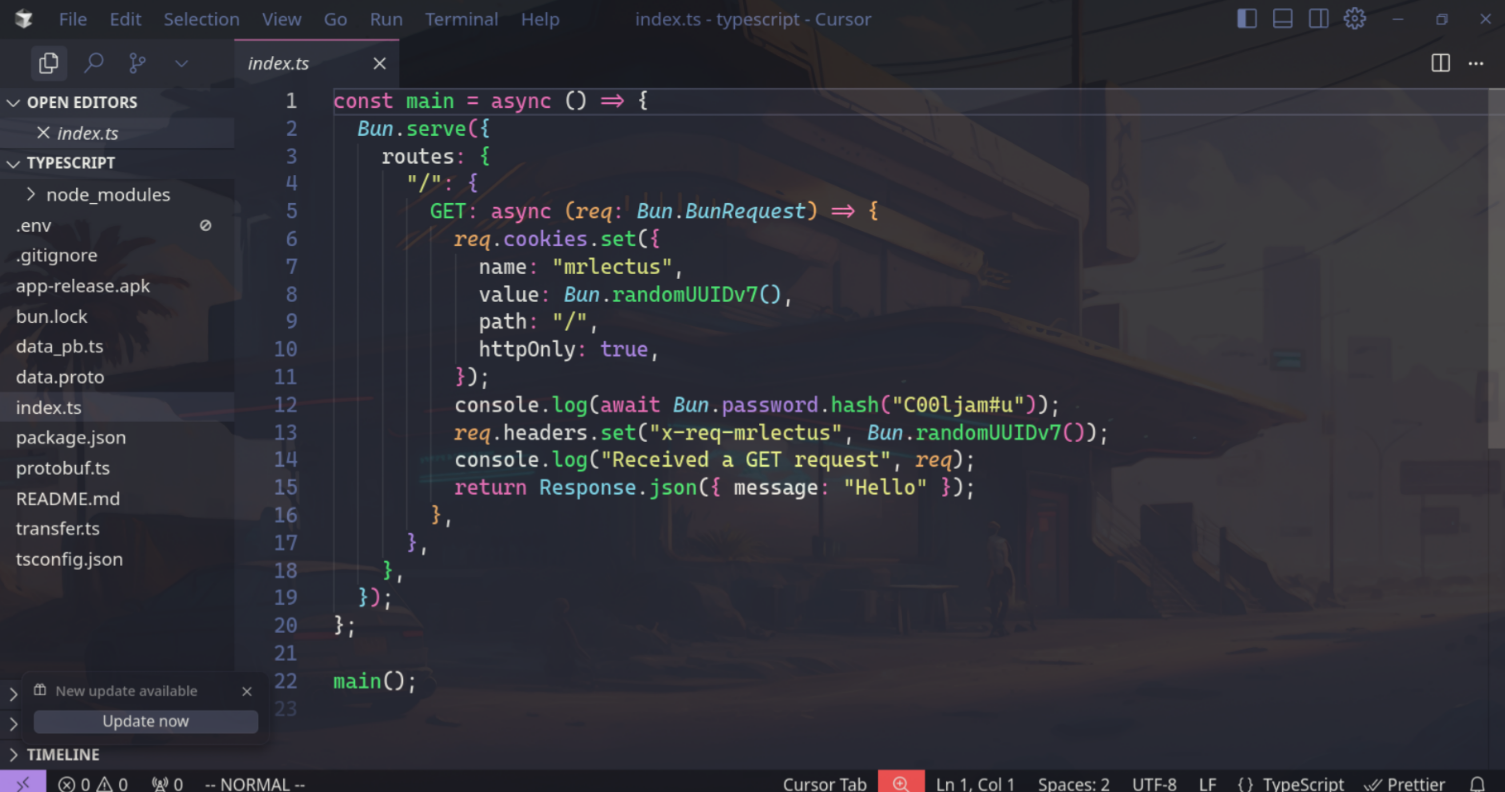 File Edit Selection View Go Run Terminal Help index.ts - typescript - Cursor
index.ts
OPEN EDITORS
index.ts
TYPESCRIPT
node_modules
.env
.gitignore
app-release.apk
bun.lock
data_pb.ts
data.proto
index.ts
package.json
protobuf.ts
README.md
transfer.ts
tsconfig.json
New update available
Update now
TIMELINE
1 const main = async () => {
2 Bun.serve({
3 routes: {
4 "/": {
5 GET: async (req: Bun.BunRequest) => {
6 req.cookies.set({
7 name: "mrlectus",
8 value: Bun.randomUUIDv7(),
9 path: "/",
10 httpOnly: true,
11 });
12 console.log(await Bun.password.hash("C00ljam#u"));
13 req.headers.set("x-req-mrlectus", Bun.randomUUIDv7());
14 console.log("Received a GET request", req);
15 return Response.json({ message: "Hello" });
16 },
17 },
18 },
19 });
20 };
21
22 main();
23
0 0 0 -- NORMAL -- Cursor Tab Ln 1, Col 1 Spaces: 2 UTF-8 LF {} TypeScript Prettier